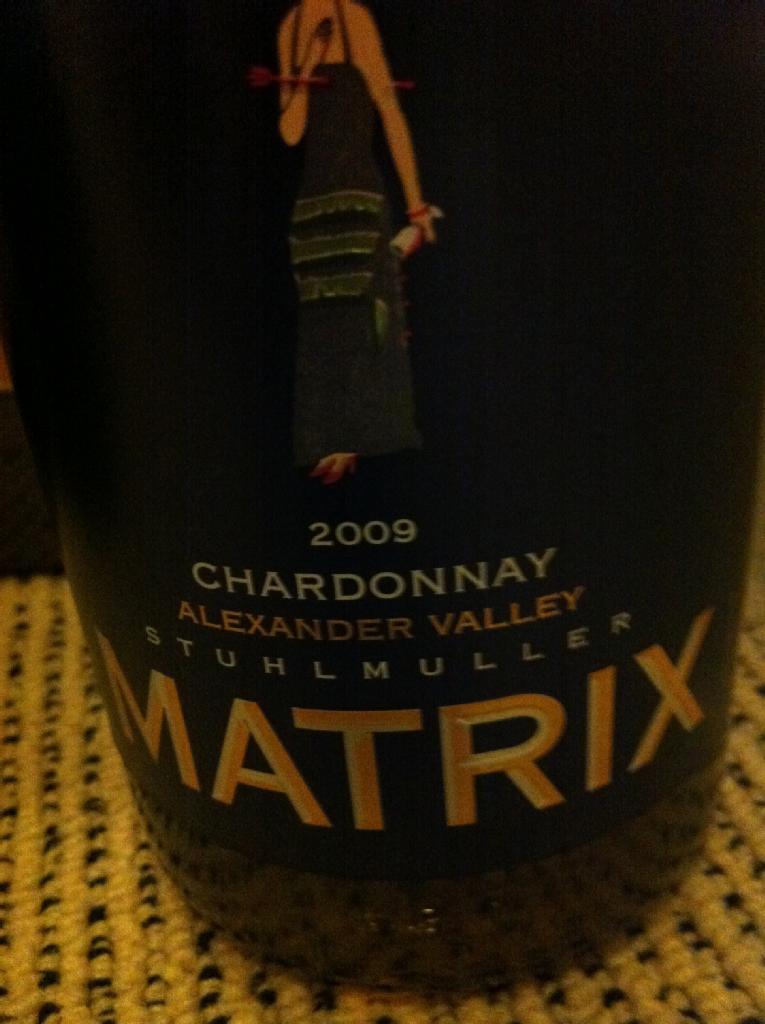 2009
CHARDONNAY
ALEXANDER VALLEY
STUHLMULLER
MATRIX